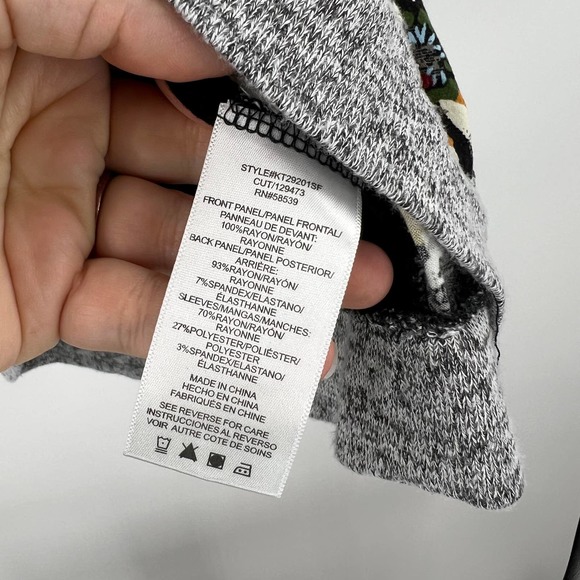 STYLE#KT29201SF
CUT/129473
RN#58539
FRONT PANEL/PANEL FRONTAL/
PANNEAU DE DEVANT:
100%RAYON/RAYÓN/
RAYONNE
BACK PANEL/PANEL POSTERIOR/
ARRIÈRE:
93%RAYON/RAYÓN/
RAYONNE
7%SPANDEX/ELASTANO/
ÉLASTHANNE
SLEEVES/MANGAS/MANCHES:
70%RAYON/RAYÓN/
RAYONNE
27%POLYESTER/POLIÉSTER/
POLYESTER
3%SPANDEX/ELASTANO/
ÉLASTHANNE
MADE IN CHINA
HECHO EN CHINA
FABRIQUÉS EN CHINE
SEE REVERSE FOR CARE
INSTRUCCIONES AL REVERSO
VOIR AUTRE COTE DE SOINS